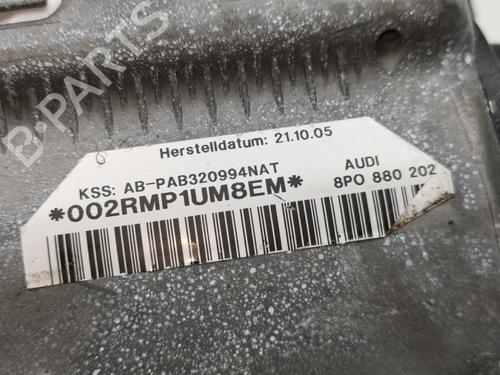 B-PARTS
Herstelldatum: 21.10.05
KSS: AB-PAB320994NAT
AUDI
*002RMP1UM8EM*
8P0 880 202